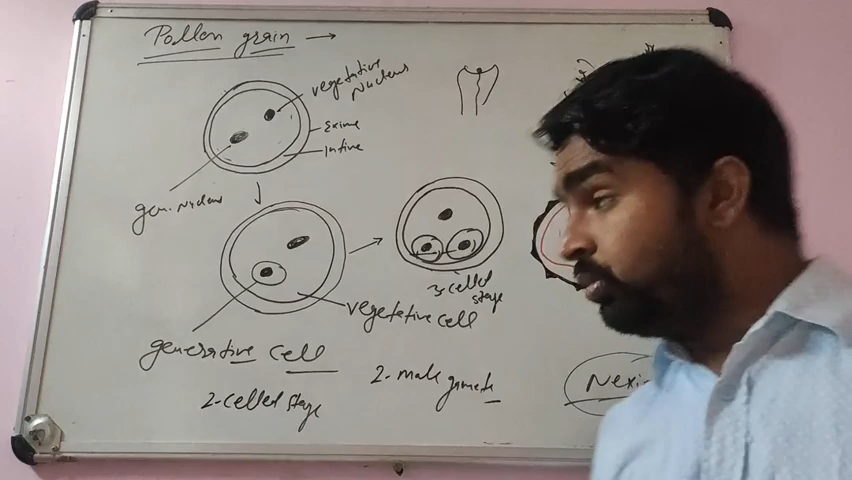 Pollen grain →
vegetative
Nucleus
Exine
Intine
Gen. nucleus
3-celled
stage
vegetative cell
generative cell
2-celled stage
2-male gamete